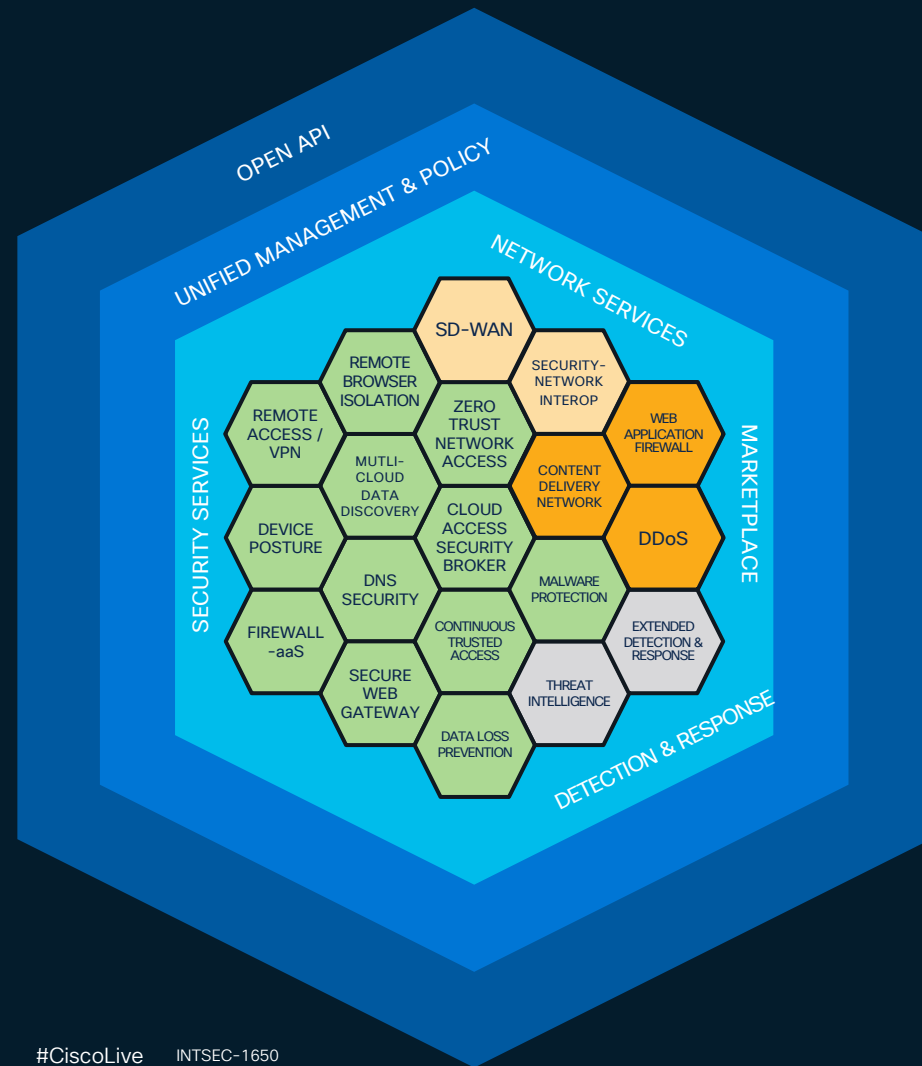 OPEN API
UNIFIED MANAGEMENT & POLICY
NETWORK SERVICES
SECURITY SERVICES
MARKETPLACE
DETECTION & RESPONSE
SD-WAN
REMOTE
BROWSER
ISOLATION
SECURITY-
NETWORK
INTEROP
REMOTE
ACCESS /
VPN
ZERO
TRUST
NETWORK
ACCESS
WEB
APPLICATION
FIREWALL
MUTLI-
CLOUD
DATA
DISCOVERY
CONTENT
DELIVERY
NETWORK
DEVICE
POSTURE
CLOUD
ACCESS
SECURITY
BROKER
DDoS
DNS
SECURITY
MALWARE
PROTECTION
FIREWALL
-aaS
CONTINUOUS
TRUSTED
ACCESS
EXTENDED
DETECTION &
RESPONSE
SECURE
WEB
GATEWAY
THREAT
INTELLIGENCE
DATA LOSS
PREVENTION
#CiscoLive
INTSEC-1650